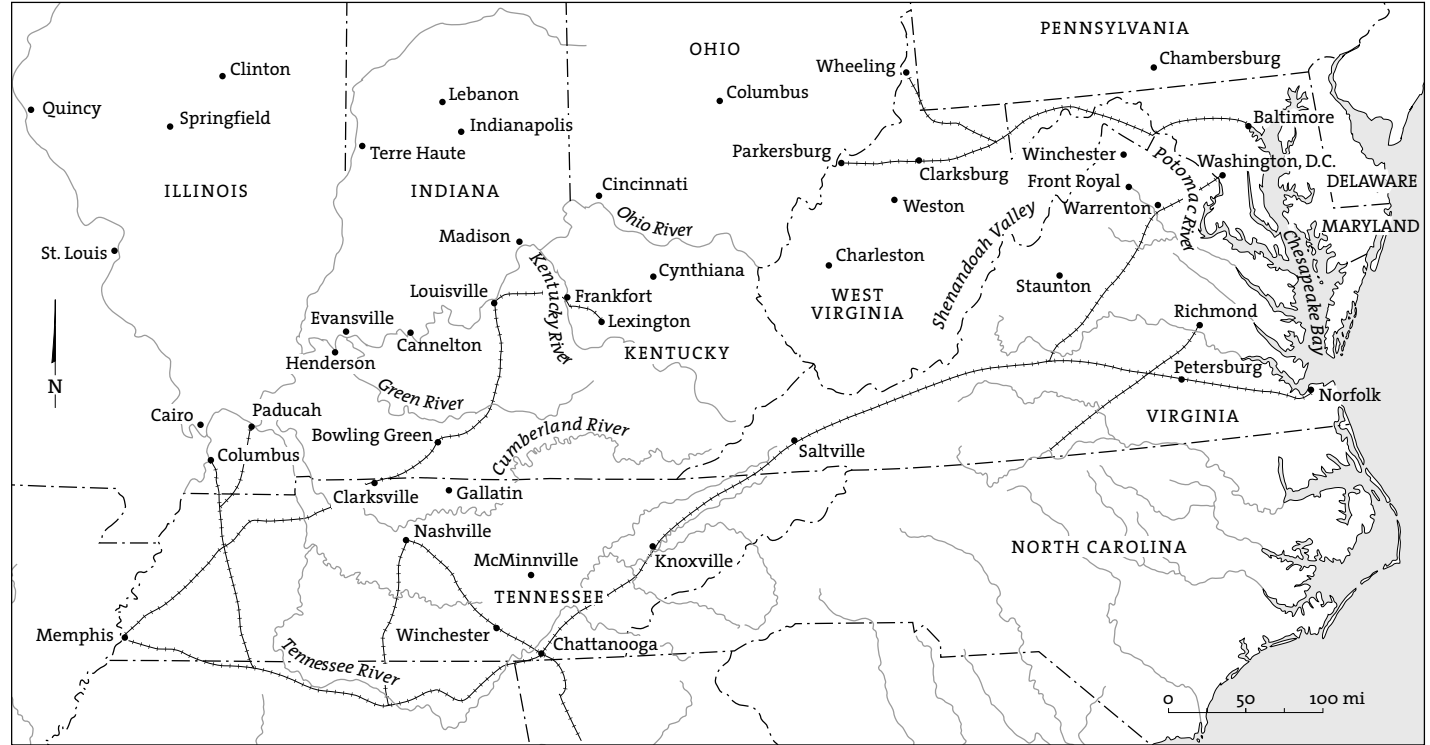 PENNSYLVANIA
OHIO
Chambersburg
Wheeling
Clinton
Columbus
Lebanon
Quincy
Springfield
Indianapolis
Baltimore
Terre Haute
Parkersburg
Winchester
Potomac River
Washington, D.C.
Clarksburg
ILLINOIS
INDIANA
Cincinnati
Front Royal
DELAWARE
Weston
Warrenton
Ohio River
MARYLAND
Madison
Shenandoah Valley
Chesapeake Bay
St. Louis
Kentucky River
Cynthiana
Charleston
Staunton
Louisville
Frankfort
WEST
VIRGINIA
Evansville
Lexington
Richmond
Cannelton
KENTUCKY
Henderson
N
Green River
Petersburg
Norfolk
Cairo
Paducah
VIRGINIA
Bowling Green
Cumberland River
Columbus
Saltville
Clarksville
Gallatin
Nashville
NORTH CAROLINA
McMinnville
Knoxville
TENNESSEE
Memphis
Winchester
Chattanooga
Tennessee River
0 50 100 mi